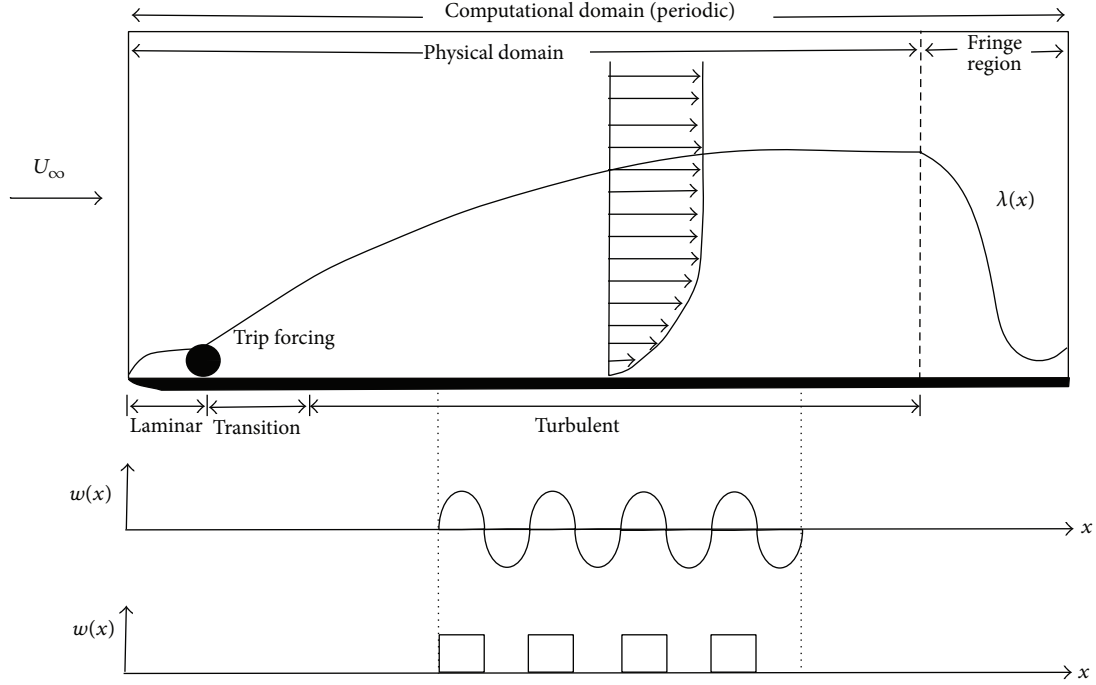 Computational domain (periodic)
Physical domain
Fringe
region
U∞
λ(x)
Trip forcing
Laminar
Transition
Turbulent
w(x)
x
w(x)
x